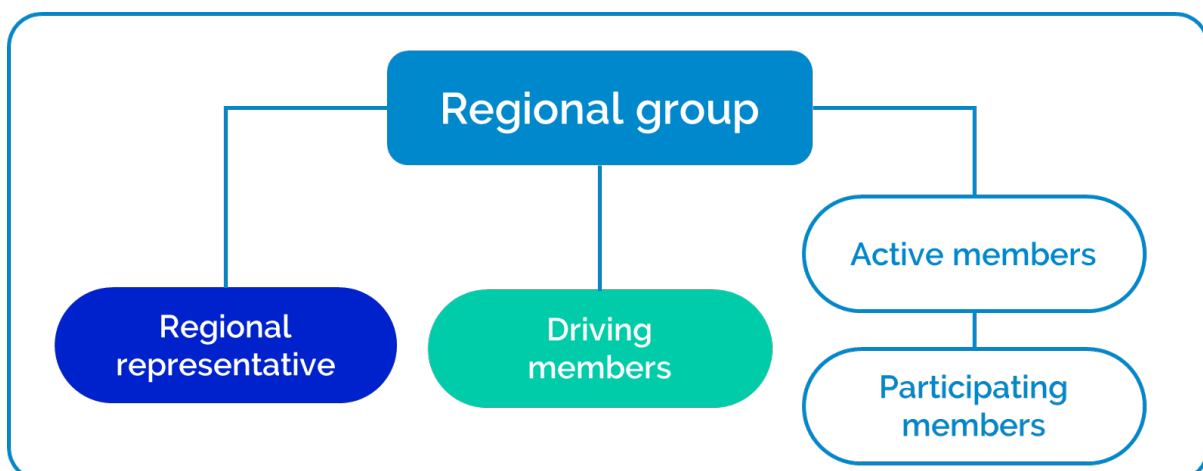 Regional group
Regional
representative
Driving
members
Active members
Participating
members